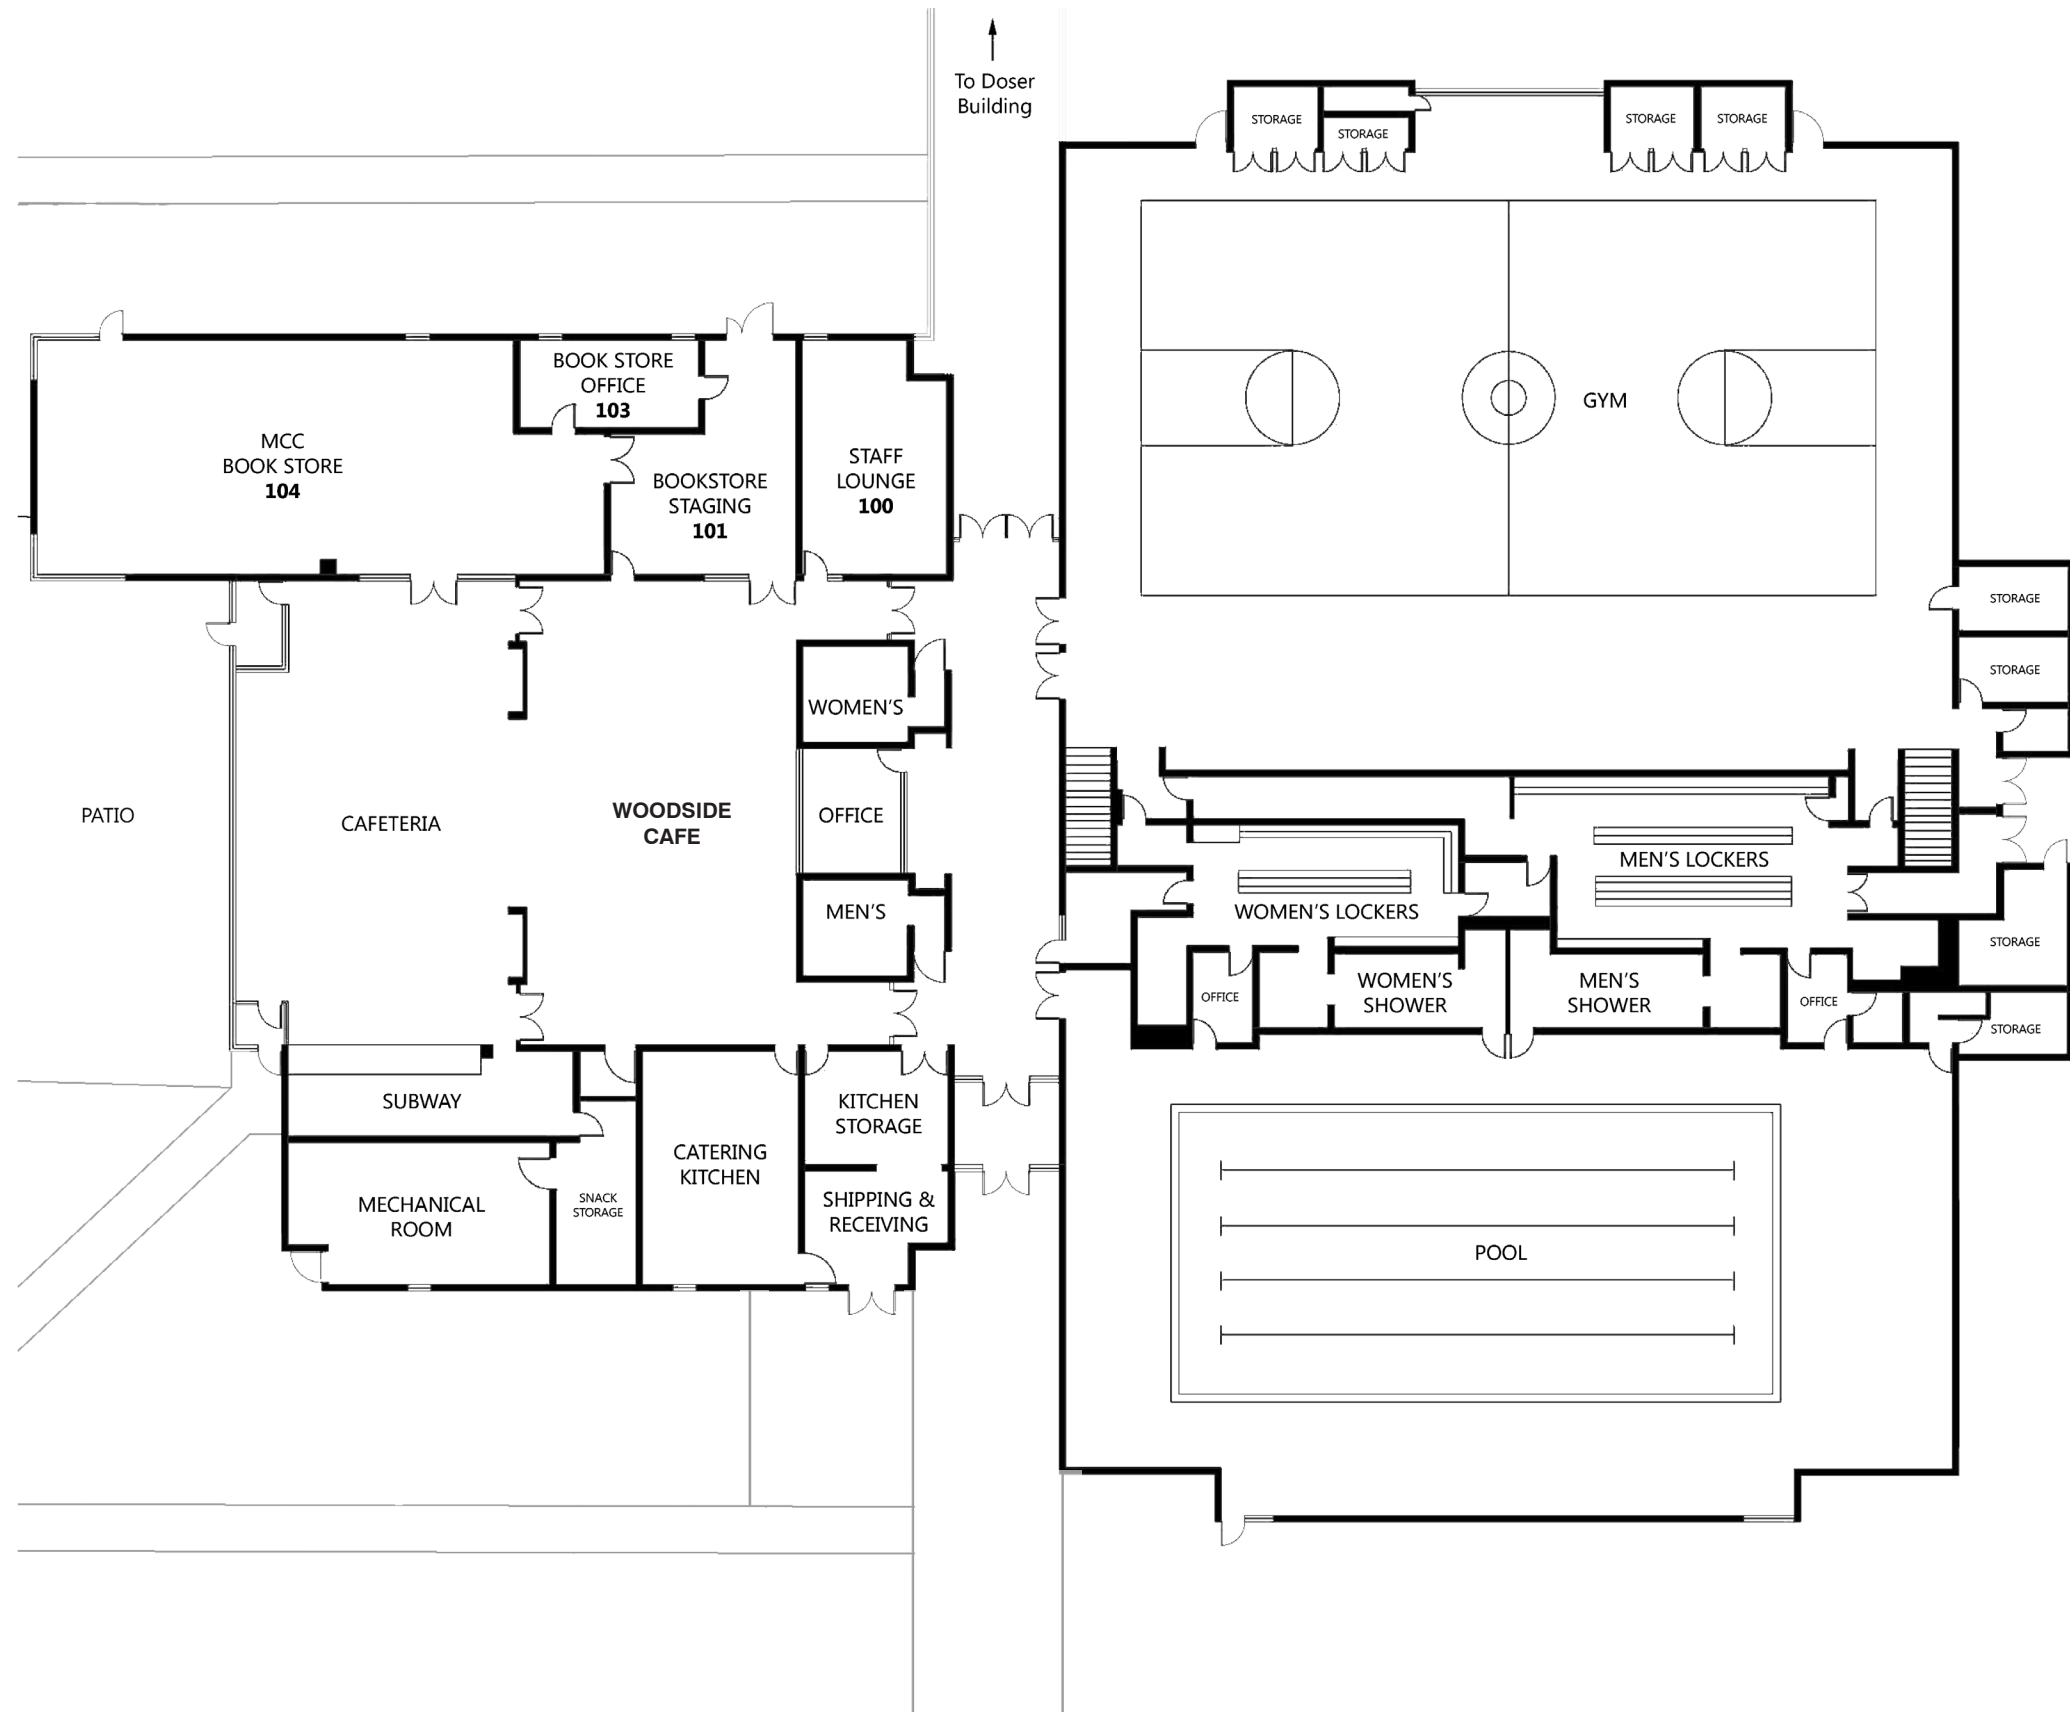 To Doser
Building
STORAGE
STORAGE
STORAGE
STORAGE
BOOK STORE
OFFICE
103
MCC
BOOK STORE
104
BOOKSTORE
STAGING
101
STAFF
LOUNGE
100
GYM
STORAGE
STORAGE
WOMEN'S
PATIO
CAFETERIA
WOODSIDE
CAFE
OFFICE
MEN'S
MEN'S LOCKERS
WOMEN'S LOCKERS
STORAGE
OFFICE
WOMEN'S
SHOWER
MEN'S
SHOWER
OFFICE
STORAGE
SUBWAY
KITCHEN
STORAGE
CATERING
KITCHEN
MECHANICAL
ROOM
SNACK
STORAGE
SHIPPING &
RECEIVING
POOL